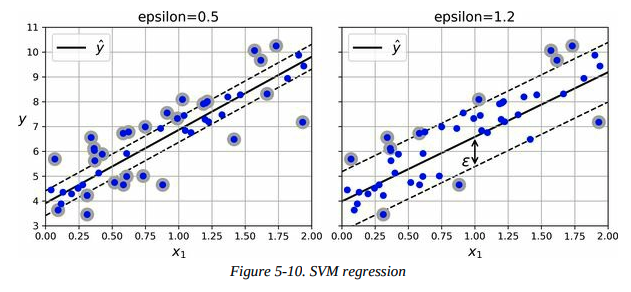 epsilon=0.5
ŷ
y
11
10
9
8
7
6
5
4
3
0.00 0.25 0.50 0.75 1.00 1.25 1.50 1.75 2.00
x₁
epsilon=1.2
ŷ
ε
0.00 0.25 0.50 0.75 1.00 1.25 1.50 1.75 2.00
x₁
Figure 5-10. SVM regression